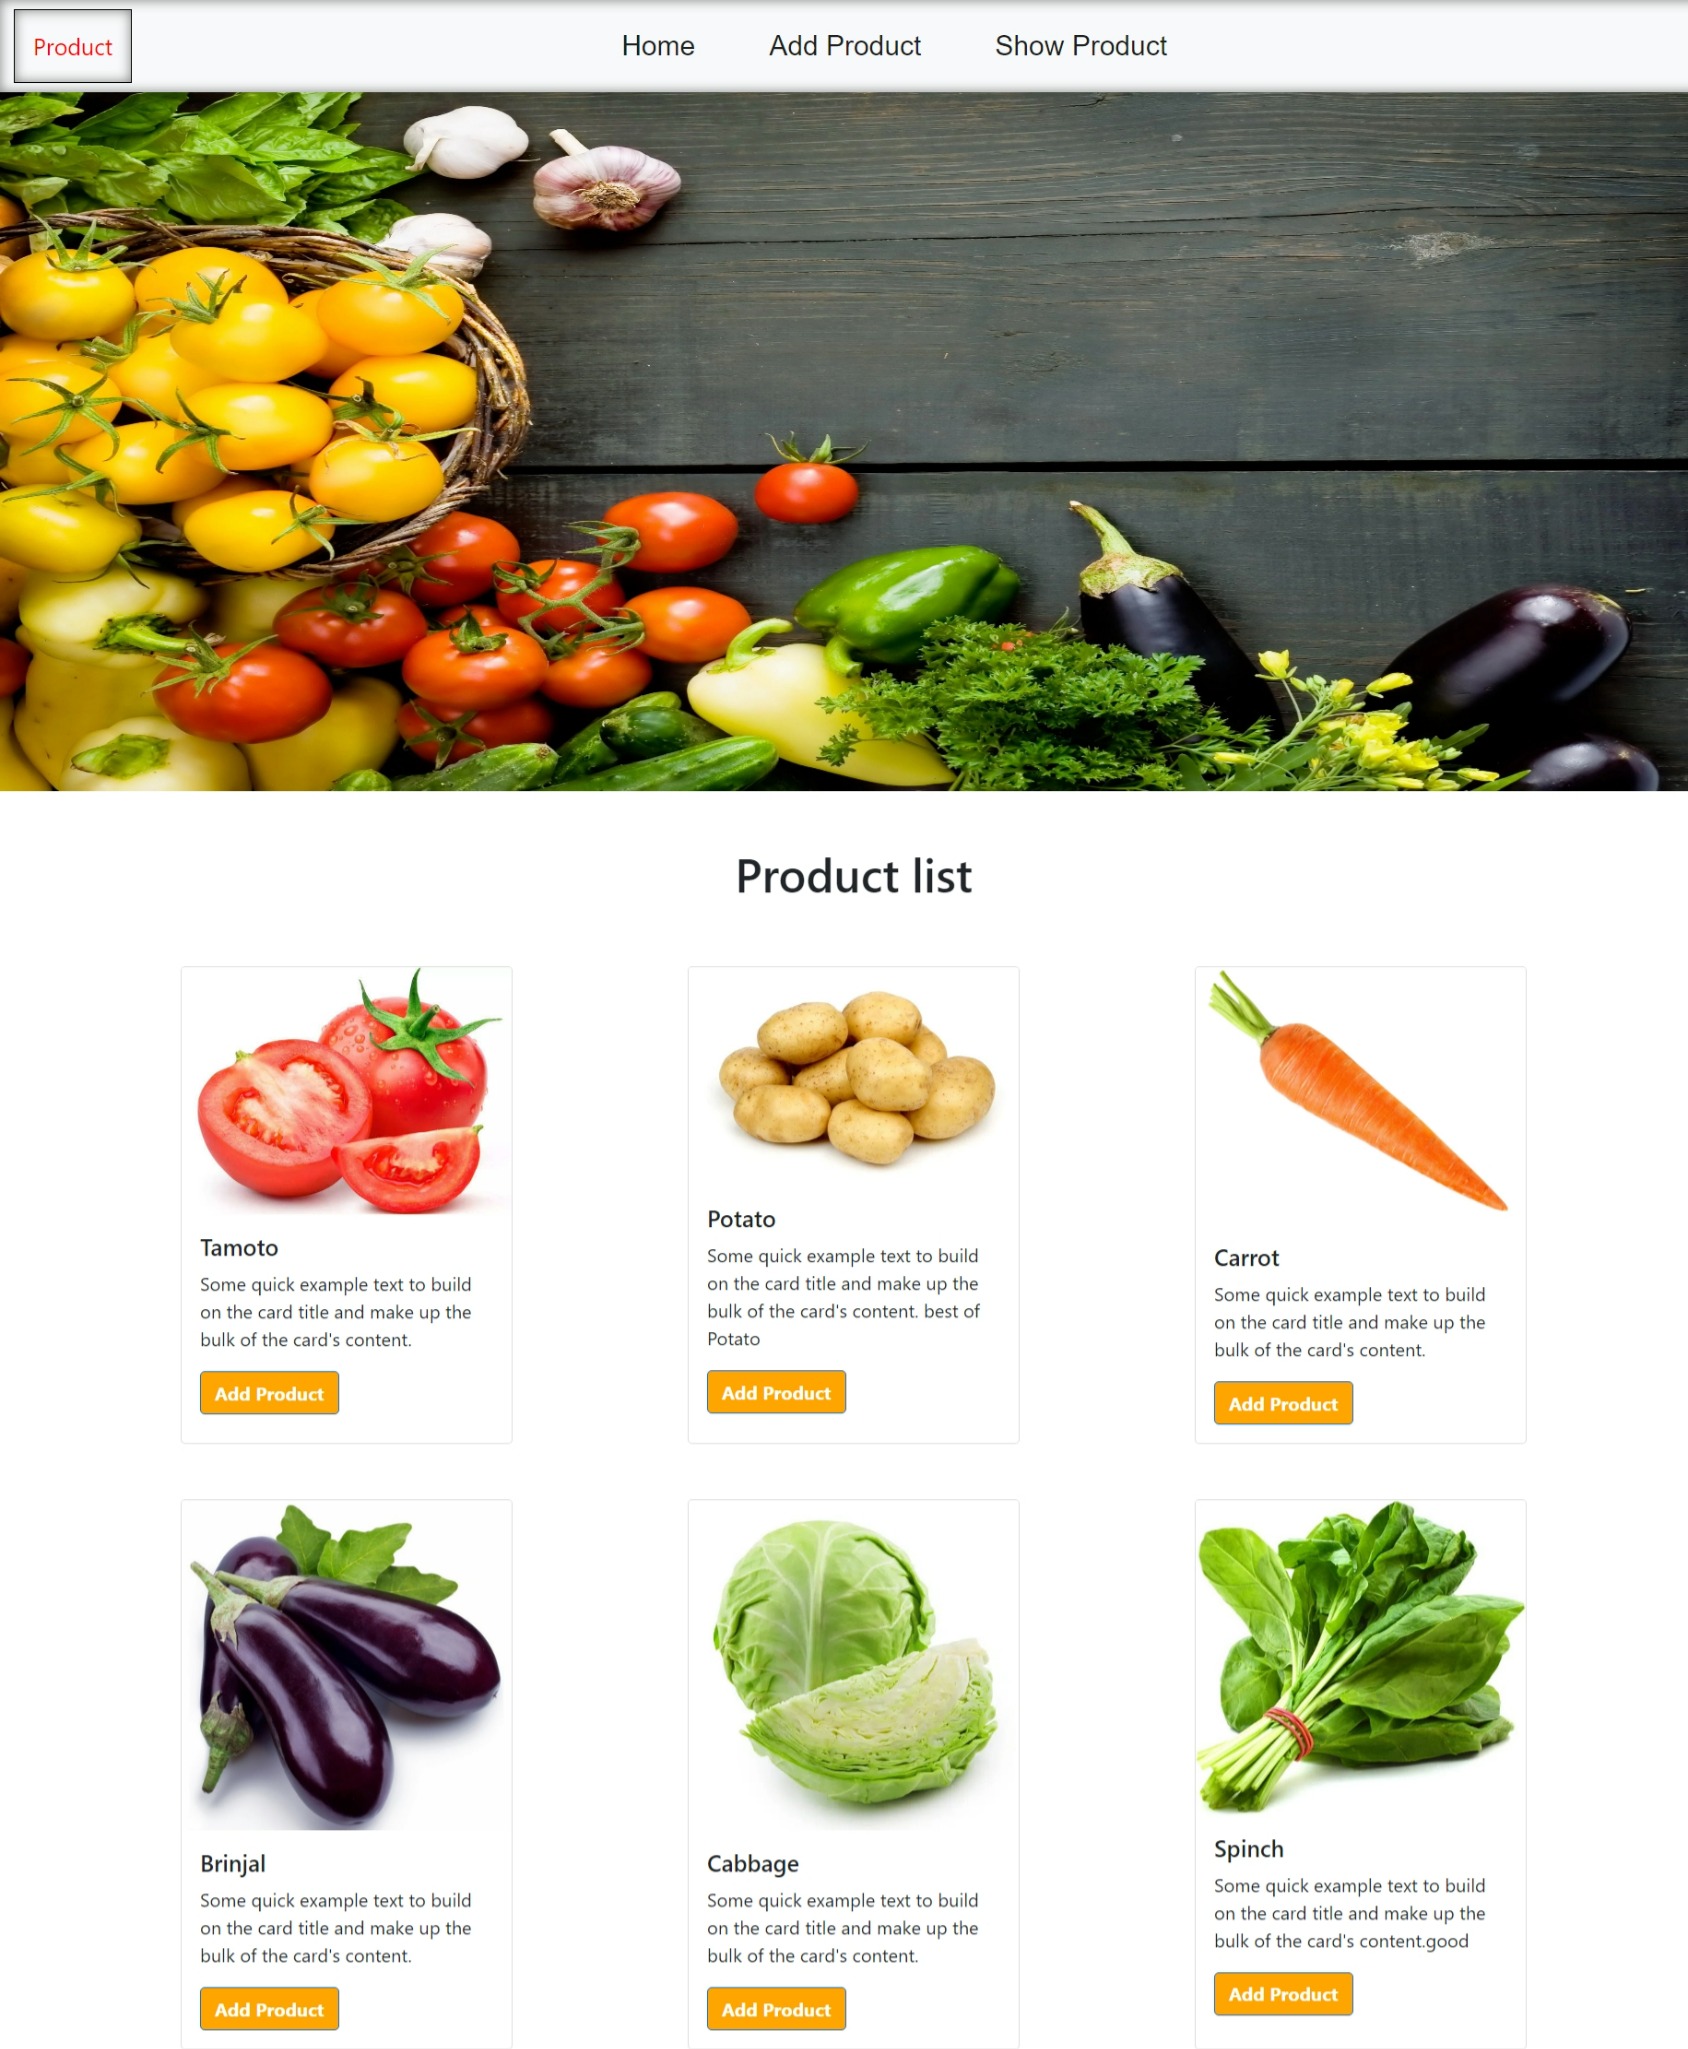 Product
Home
Add Product
Show Product
Product list
Tamoto
Some quick example text to build
on the card title and make up the
bulk of the card's content.
Add Product
Potato
Some quick example text to build
on the card title and make up the
bulk of the card's content. best of
Potato
Add Product
Carrot
Some quick example text to build
on the card title and make up the
bulk of the card's content.
Add Product
Brinjal
Some quick example text to build
on the card title and make up the
bulk of the card's content.
Add Product
Cabbage
Some quick example text to build
on the card title and make up the
bulk of the card's content.
Add Product
Spinch
Some quick example text to build
on the card title and make up the
bulk of the card's content.good
Add Product